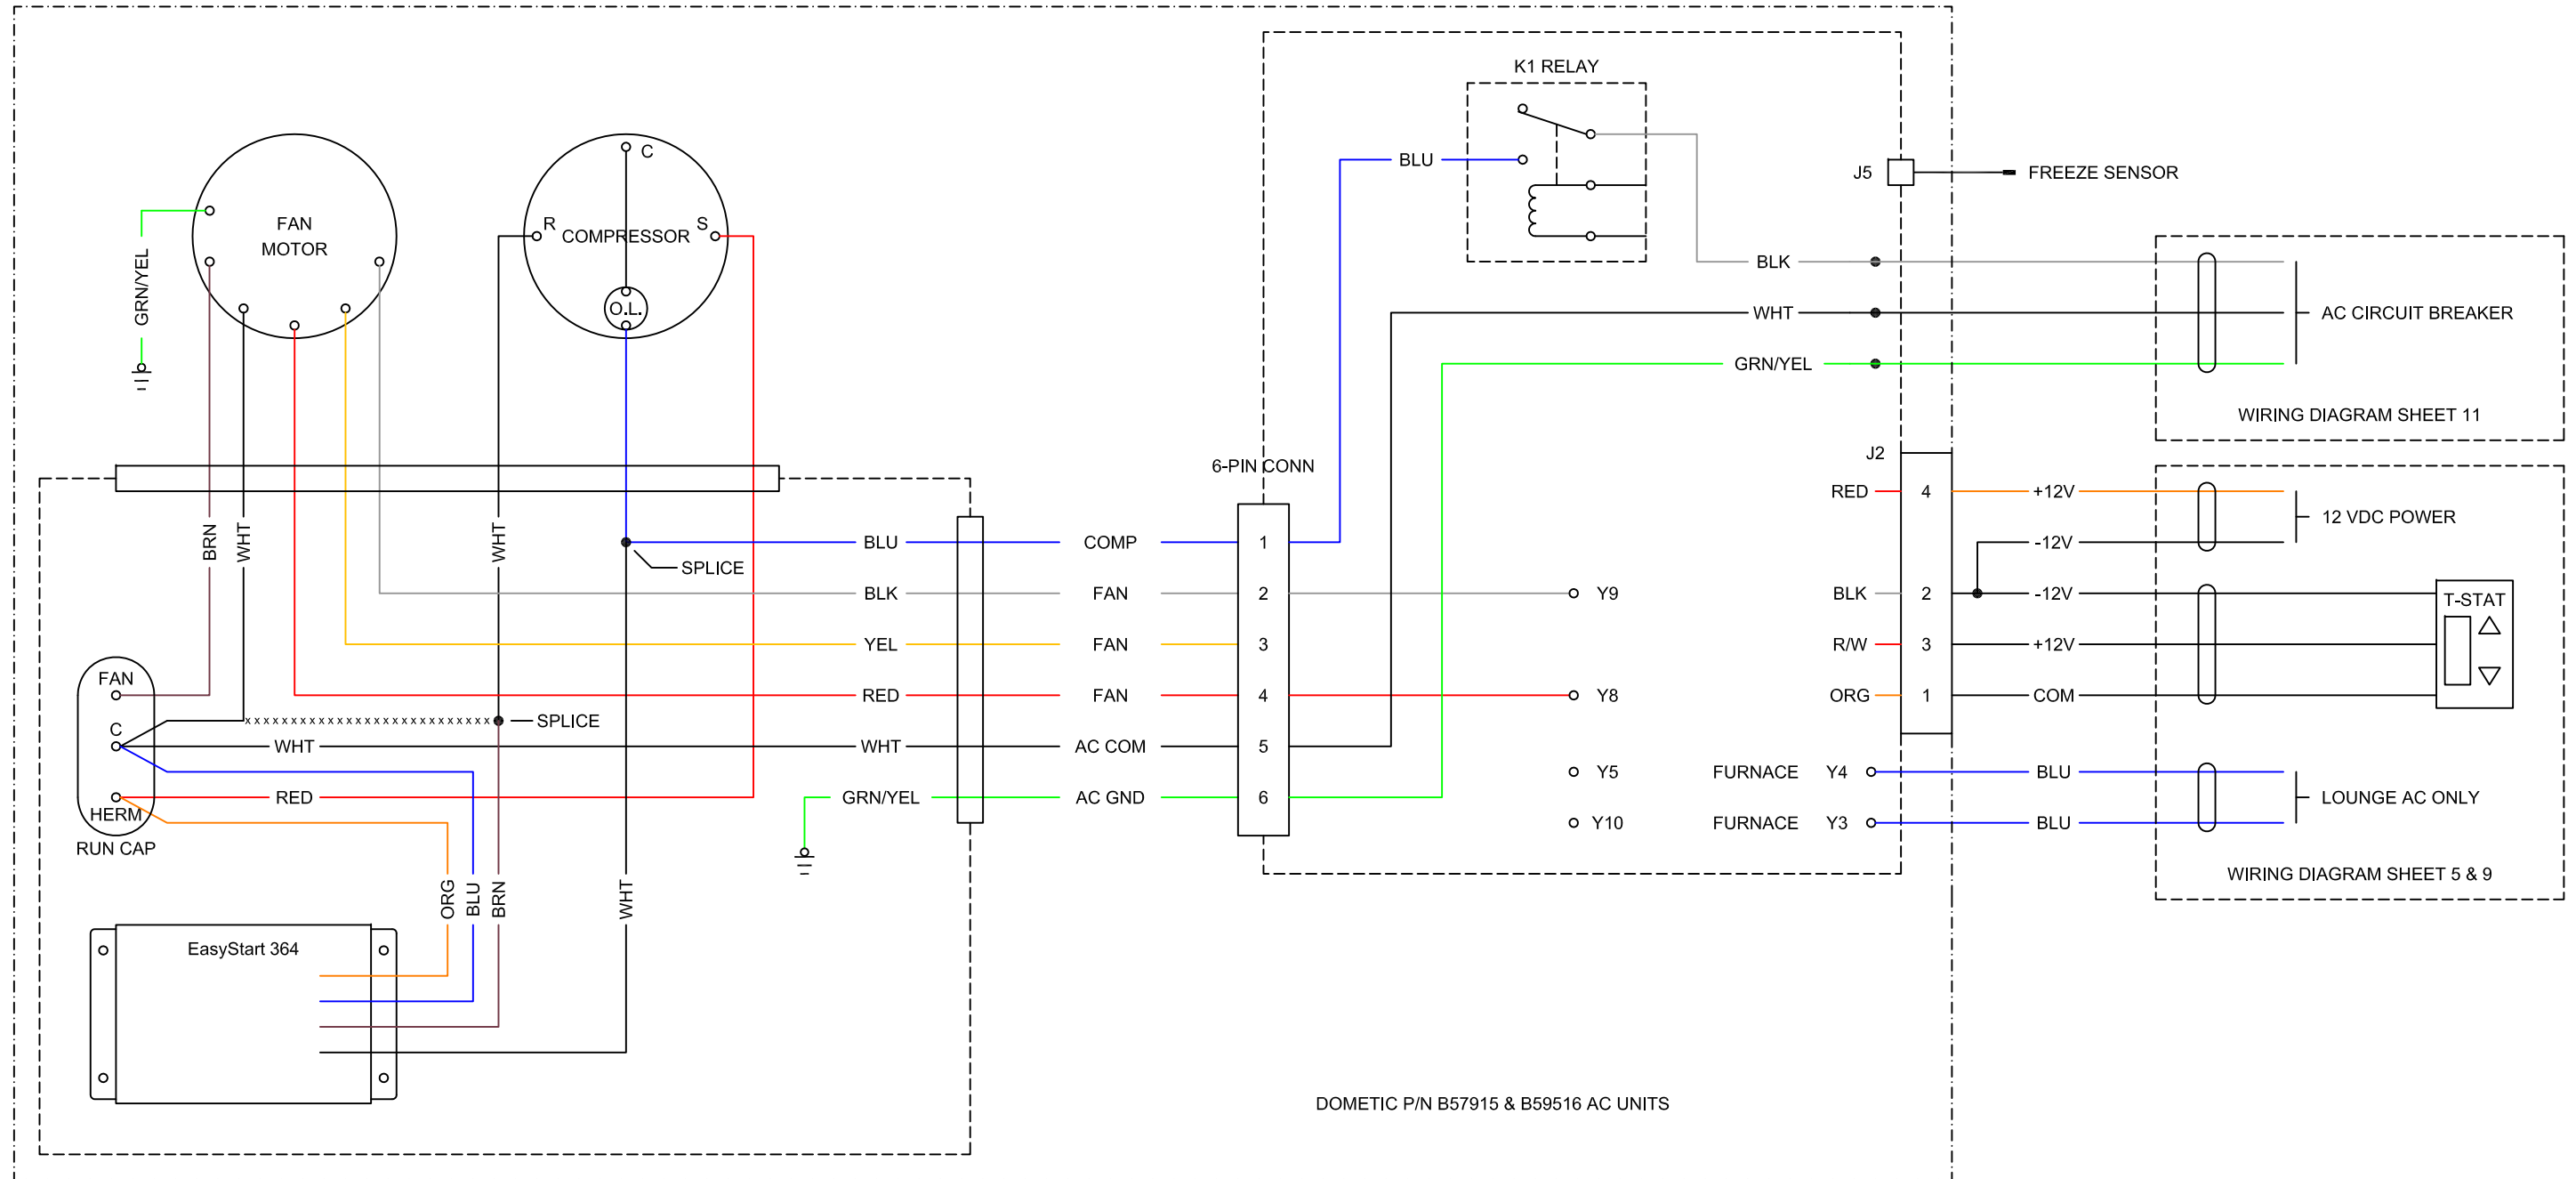 K1 RELAY
C
BLU
J5
FREEZE SENSOR
FAN
MOTOR
R
COMPRESSOR
S
GRN/YEL
BLK
O.L.
WHT
AC CIRCUIT BREAKER
GRN/YEL
WIRING DIAGRAM SHEET 11
J2
6-PIN CONN
RED
4
+12V
12 VDC POWER
BRN
WHT
WHT
BLU
COMP
1
-12V
SPLICE
BLK
FAN
2
Y9
BLK
2
-12V
T-STAT
YEL
FAN
3
R/W
3
+12V
FAN
RED
FAN
4
Y8
ORG
1
COM
SPLICE
C
WHT
WHT
AC COM
5
Y5
FURNACE
Y4
BLU
RED
GRN/YEL
AC GND
6
LOUNGE AC ONLY
HERM
Y10
FURNACE
Y3
BLU
RUN CAP
WIRING DIAGRAM SHEET 5 & 9
ORG
BLU
BRN
WHT
EasyStart 364
DOMETIC P/N B57915 & B59516 AC UNITS